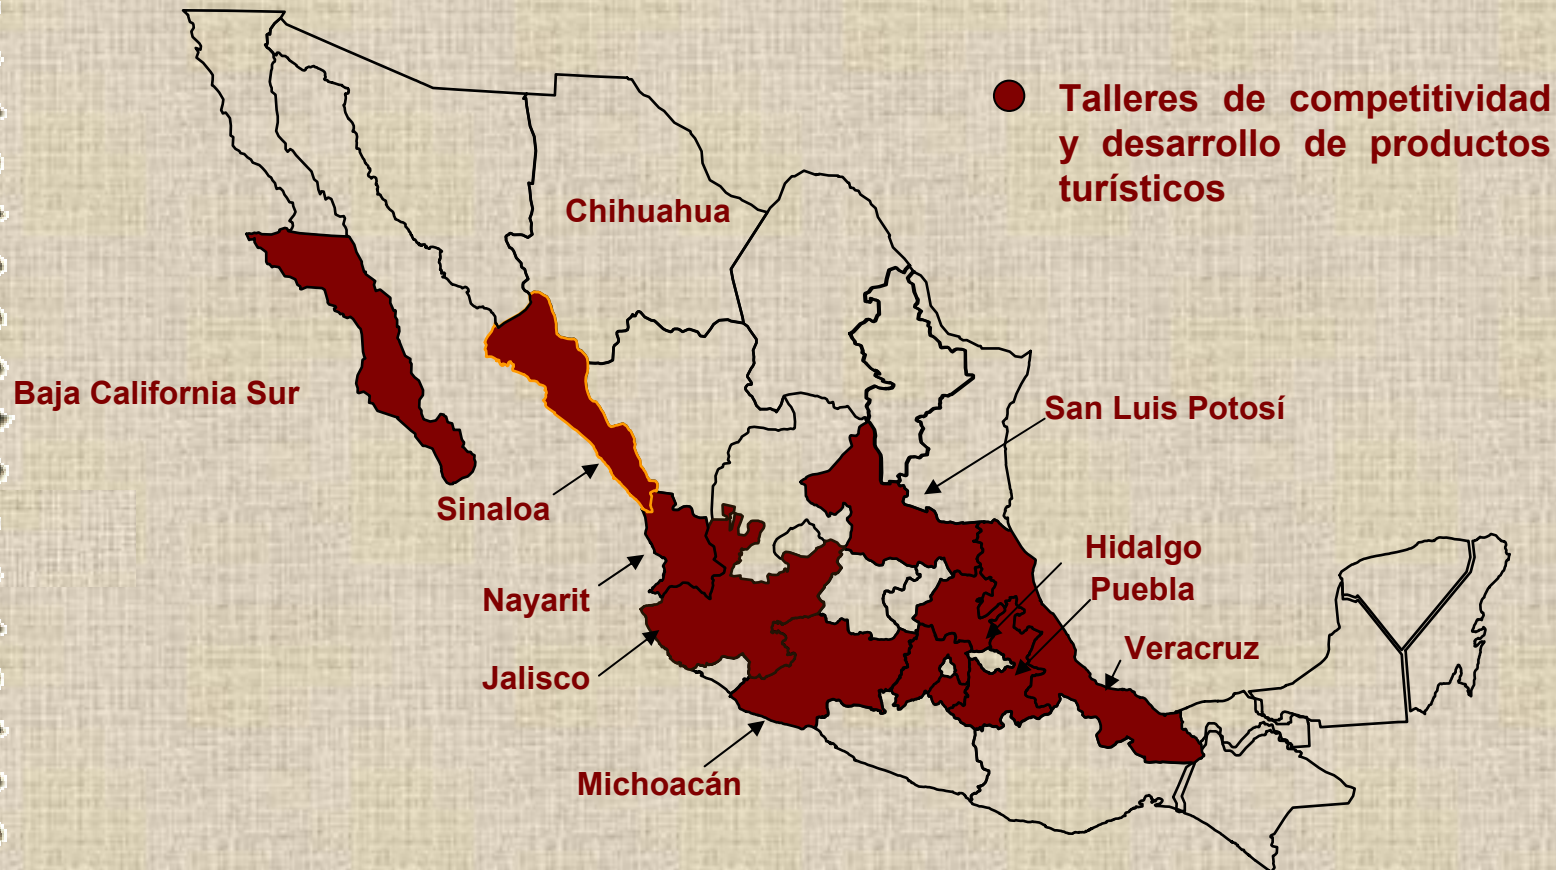 Talleres de competitividad
y desarrollo de productos
turísticos
Chihuahua
Baja California Sur
San Luis Potosí
Sinaloa
Hidalgo
Puebla
Nayarit
Veracruz
Jalisco
Michoacán